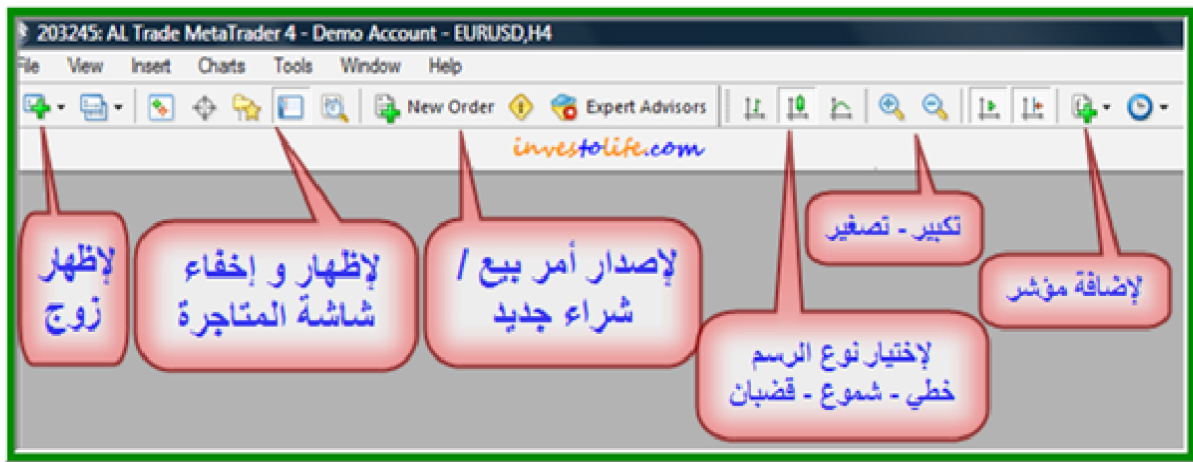 203245: AL Trade MetaTrader 4 - Demo Account - EURUSD,H4
File View Insert Charts Tools Window Help
New Order Expert Advisors
investolife.com
لإظهار
زوج
لإظهار و إخفاء
شاشة المتاجرة
لإصدار أمر بيع /
شراء جديد
لإختيار نوع الرسم
خطي - شموع - قضبان
تكبير - تصغير
لإضافة مؤشر